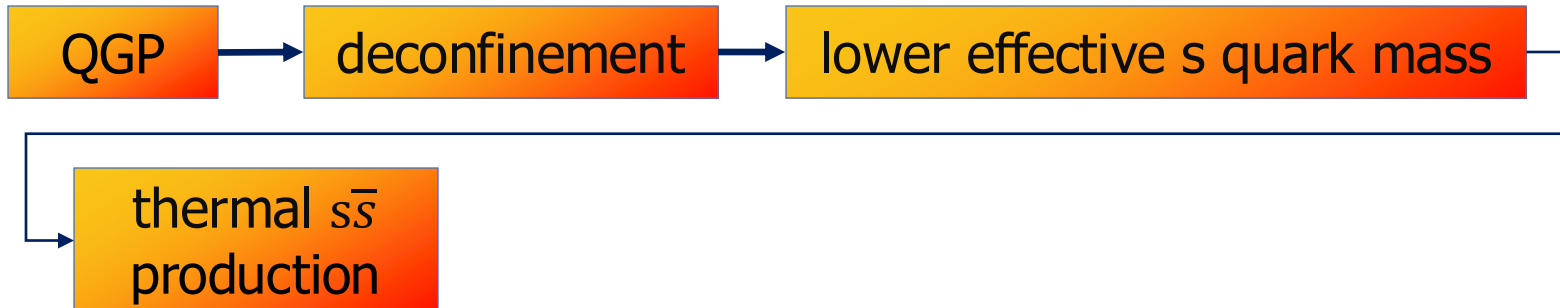 QGP
deconfinement
lower effective s quark mass
thermal ss̅
production